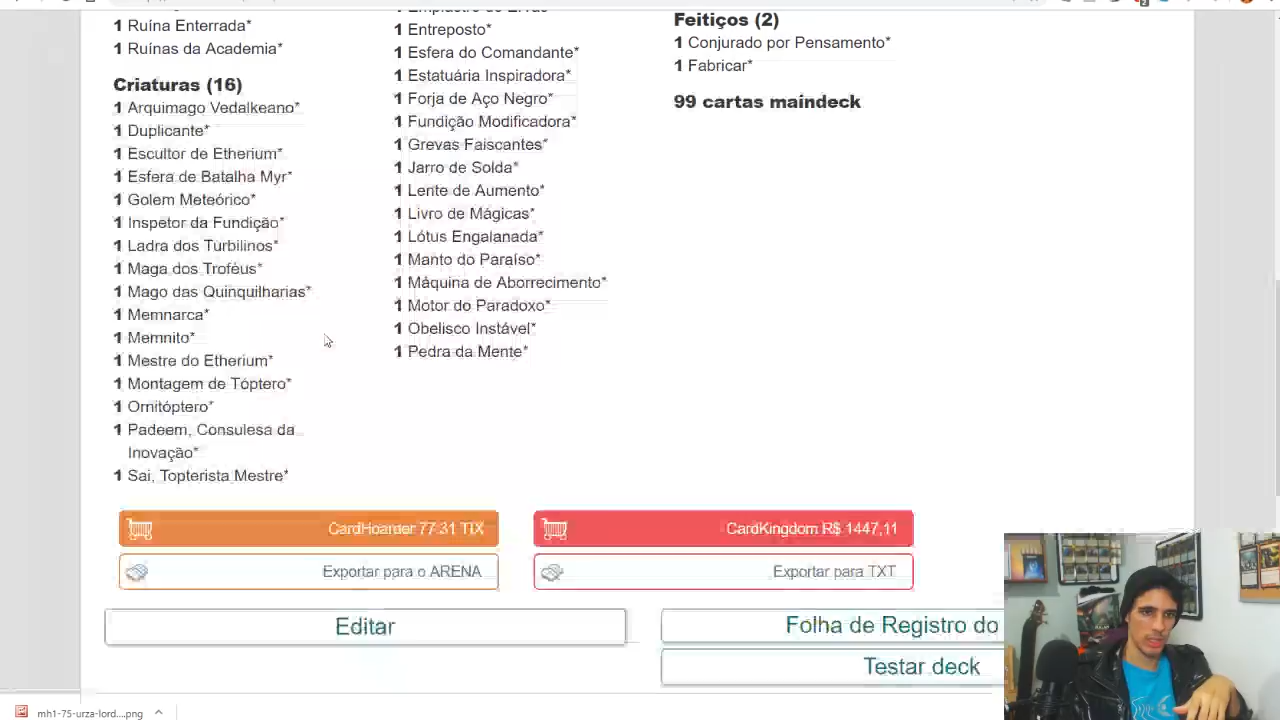 1 Ruína Enterrada*
1 Ruínas da Academia*
Criaturas (16)
1 Arquimago Vedalkeano*
1 Duplicante*
1 Escultor de Etherium*
1 Esfera de Batalha Myr*
1 Golem Meteórico*
1 Inspetor da Fundição*
1 Ladra dos Turbilinos*
1 Maga dos Troféus*
1 Mago das Quinquilharias*
1 Memnarca*
1 Memnito*
1 Mestre do Etherium*
1 Montagem de Tóptero*
1 Ornitóptero*
1 Padeem, Consulesa da
Inovação*
1 Sai, Topterista Mestre*
1 Entreposto*
1 Esfera do Comandante*
1 Estatuária Inspiradora*
1 Forja de Aço Negro*
1 Fundição Modificadora*
1 Grevas Faiscantes*
1 Jarro de Solda*
1 Lente de Aumento*
1 Livro de Mágicas*
1 Lótus Engalanada*
1 Manto do Paraíso*
1 Máquina de Aborrecimento*
1 Motor do Paradoxo*
1 Obelisco Instável*
1 Pedra da Mente*
Feitiços (2)
1 Conjurado por Pensamento*
1 Fabricar*
99 cartas maindeck
CardHoarder 77.31 TIX
CardKingdom R$ 1447,11
Exportar para o ARENA
Exportar para TXT
Editar
Folha de Registro do
Testar deck
mh1-75-urza-lord....png